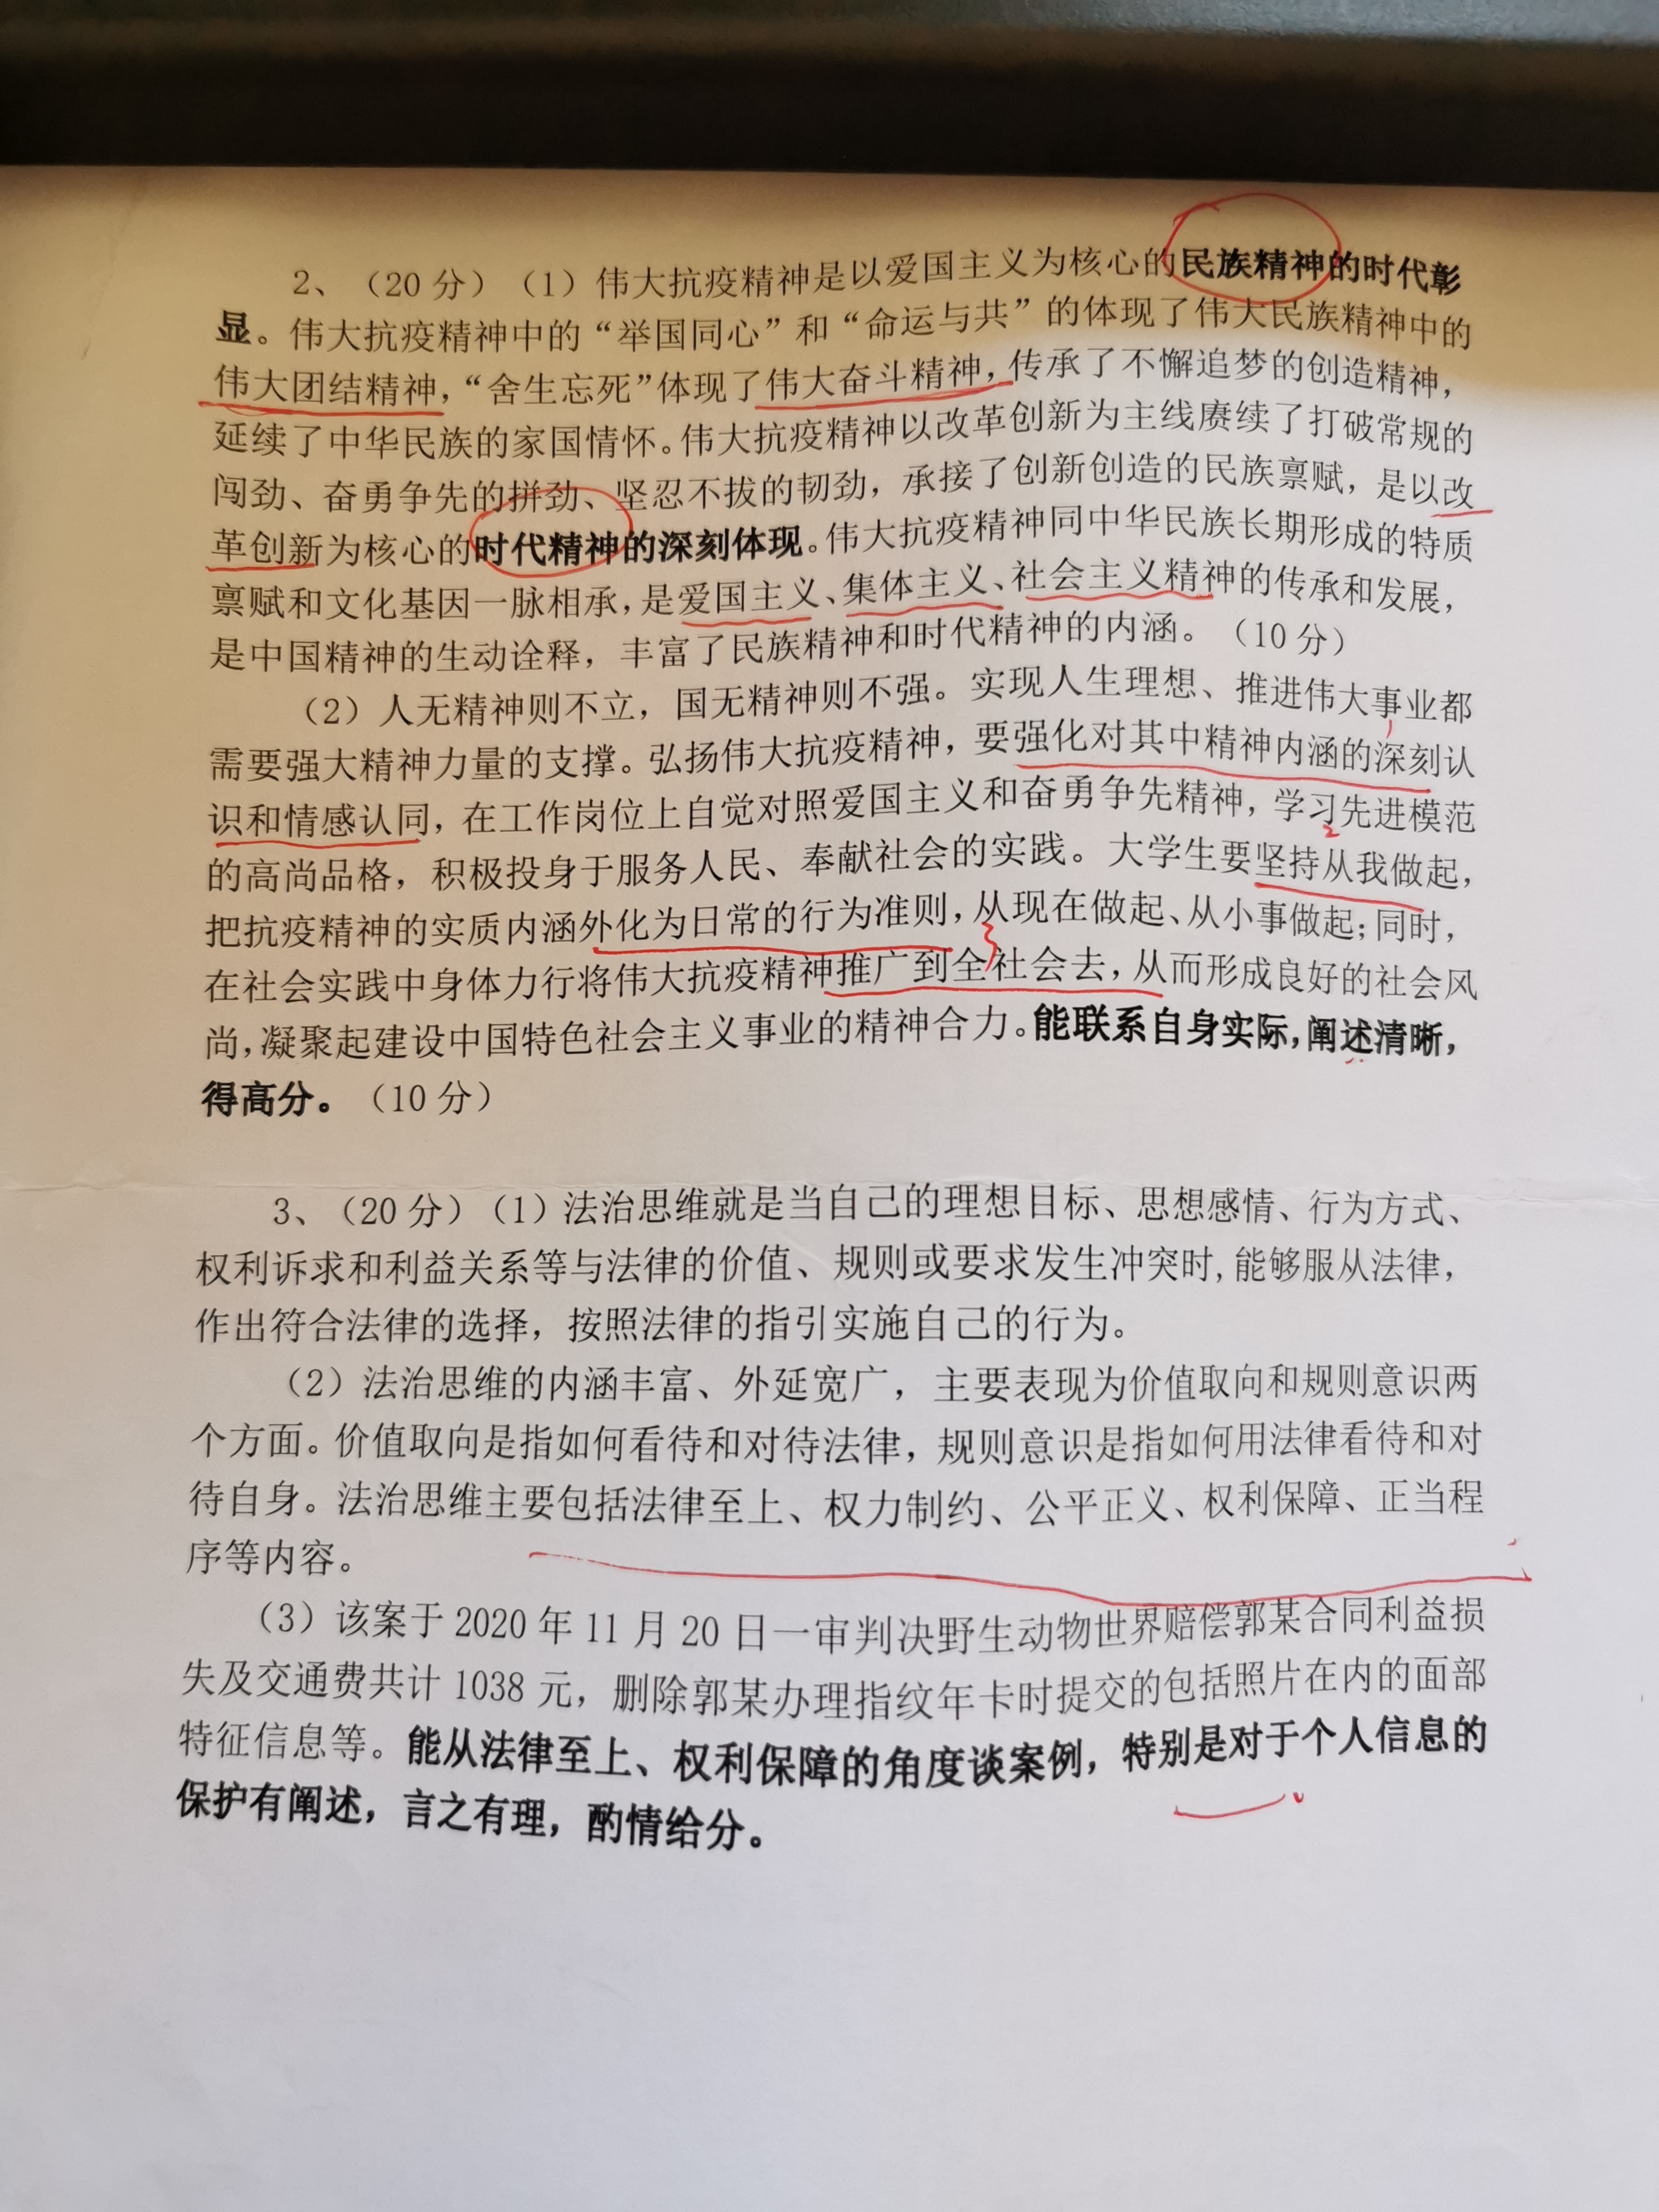 2、（20 分）（1）伟大抗疫精神是以爱国主义为核心的民族精神的时代彰
显。伟大抗疫精神中的“举国同心”和“命运与共”的体现了伟大民族精神中的
伟大团结精神，“舍生忘死”体现了伟大奋斗精神，传承了不懈追梦的创造精神，
延续了中华民族的家国情怀。伟大抗疫精神以改革创新为主线赓续了打破常规的
闯劲、奋勇争先的拼劲、坚忍不拔的韧劲，承接了创新创造的民族禀赋，是以改
革创新为核心的时代精神的深刻体现。伟大抗疫精神同中华民族长期形成的特质
禀赋和文化基因一脉相承，是爱国主义、集体主义、社会主义精神的传承和发展，
是中国精神的生动诠释，丰富了民族精神和时代精神的内涵。（10 分）
（2）人无精神则不立，国无精神则不强。实现人生理想、推进伟大事业都
需要强大精神力量的支撑。弘扬伟大抗疫精神，要强化对其中精神内涵的深刻认
识和情感认同，在工作岗位上自觉对照爱国主义和奋勇争先精神，学习先进模范
的高尚品格，积极投身于服务人民、奉献社会的实践。大学生要坚持从我做起，
把抗疫精神的实质内涵外化为日常的行为准则，从现在做起、从小事做起；同时，
在社会实践中身体力行将伟大抗疫精神推广到全社会去，从而形成良好的社会风
尚，凝聚起建设中国特色社会主义事业的精神合力。能联系自身实际，阐述清晰，
得高分。（10 分）
3、（20 分）（1）法治思维就是当自己的理想目标、思想感情、行为方式、
权利诉求和利益关系等与法律的价值、规则或要求发生冲突时，能够服从法律，
作出符合法律的选择，按照法律的指引实施自己的行为。
（2）法治思维的内涵丰富、外延宽广，主要表现为价值取向和规则意识两
个方面。价值取向是指如何看待和对待法律，规则意识是指如何用法律看待和对
待自身。法治思维主要包括法律至上、权力制约、公平正义、权利保障、正当程
序等内容。
（3）该案于 2020 年 11 月 20 日一审判决野生动物世界赔偿郭某合同利益损
失及交通费共计 1038 元，删除郭某办理指纹年卡时提交的包括照片在内的面部
特征信息等。能从法律至上、权利保障的角度谈案例，特别是对于个人信息的
保护有阐述，言之有理，酌情给分。